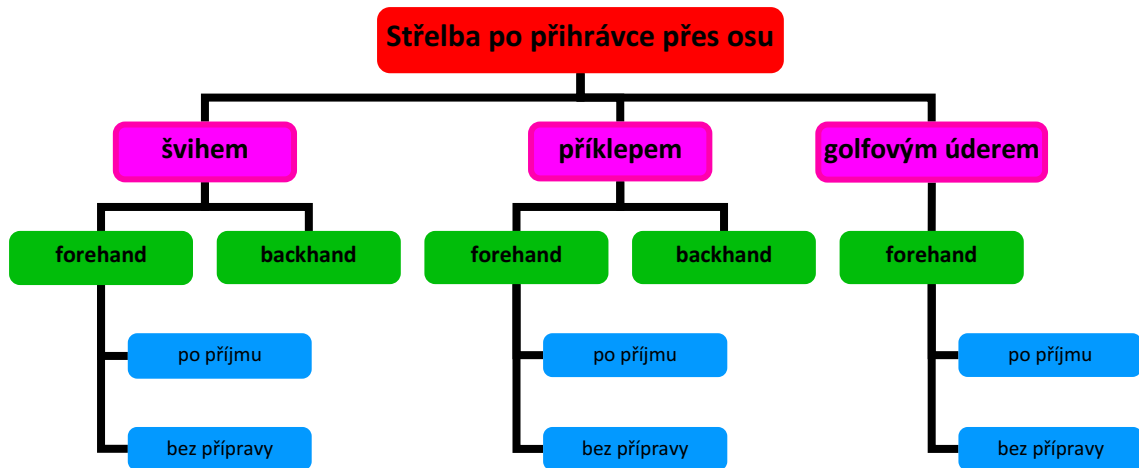 Střelba po přihrávce přes osu
švihem
příklepem
golfovým úderem
forehand
backhand
forehand
backhand
forehand
po příjmu
po příjmu
po příjmu
bez přípravy
bez přípravy
bez přípravy